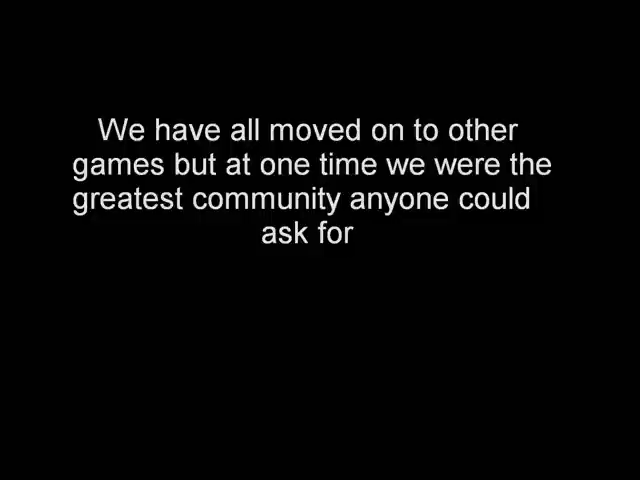 We have all moved on to other
games but at one time we were the
greatest community anyone could
ask for